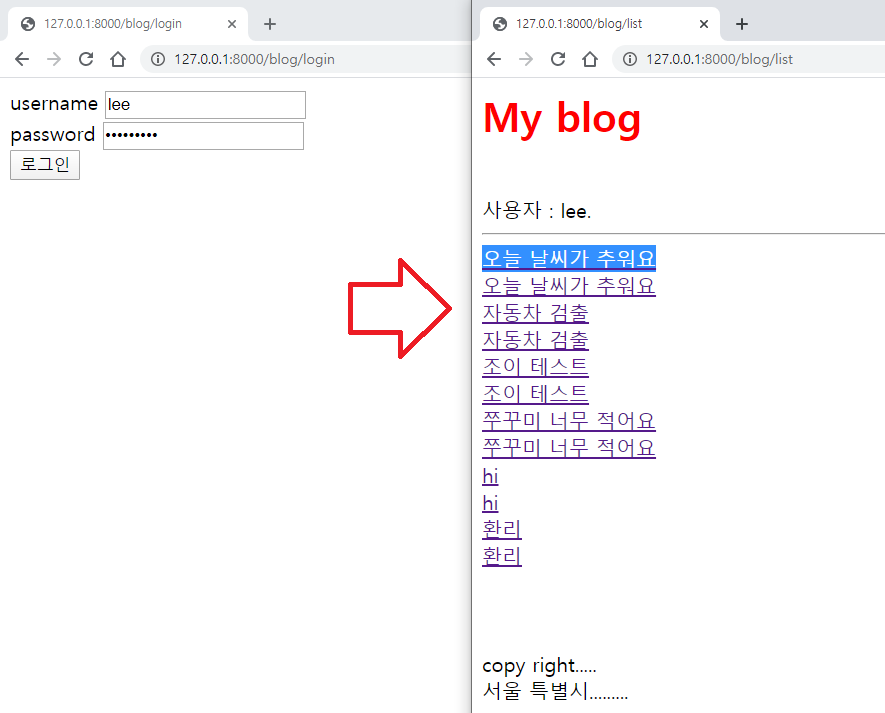 127.0.0.1:8000/blog/login
127.0.0.1:8000/blog/login
username lee
password •••••••••
로그인
127.0.0.1:8000/blog/list
127.0.0.1:8000/blog/list
My blog
사용자 : lee.
오늘 날씨가 추워요
오늘 날씨가 추워요
자동차 검출
자동차 검출
조이 테스트
조이 테스트
쭈꾸미 너무 적어요
쭈꾸미 너무 적어요
hi
hi
환리
환리
copy right.....
서울 특별시.........